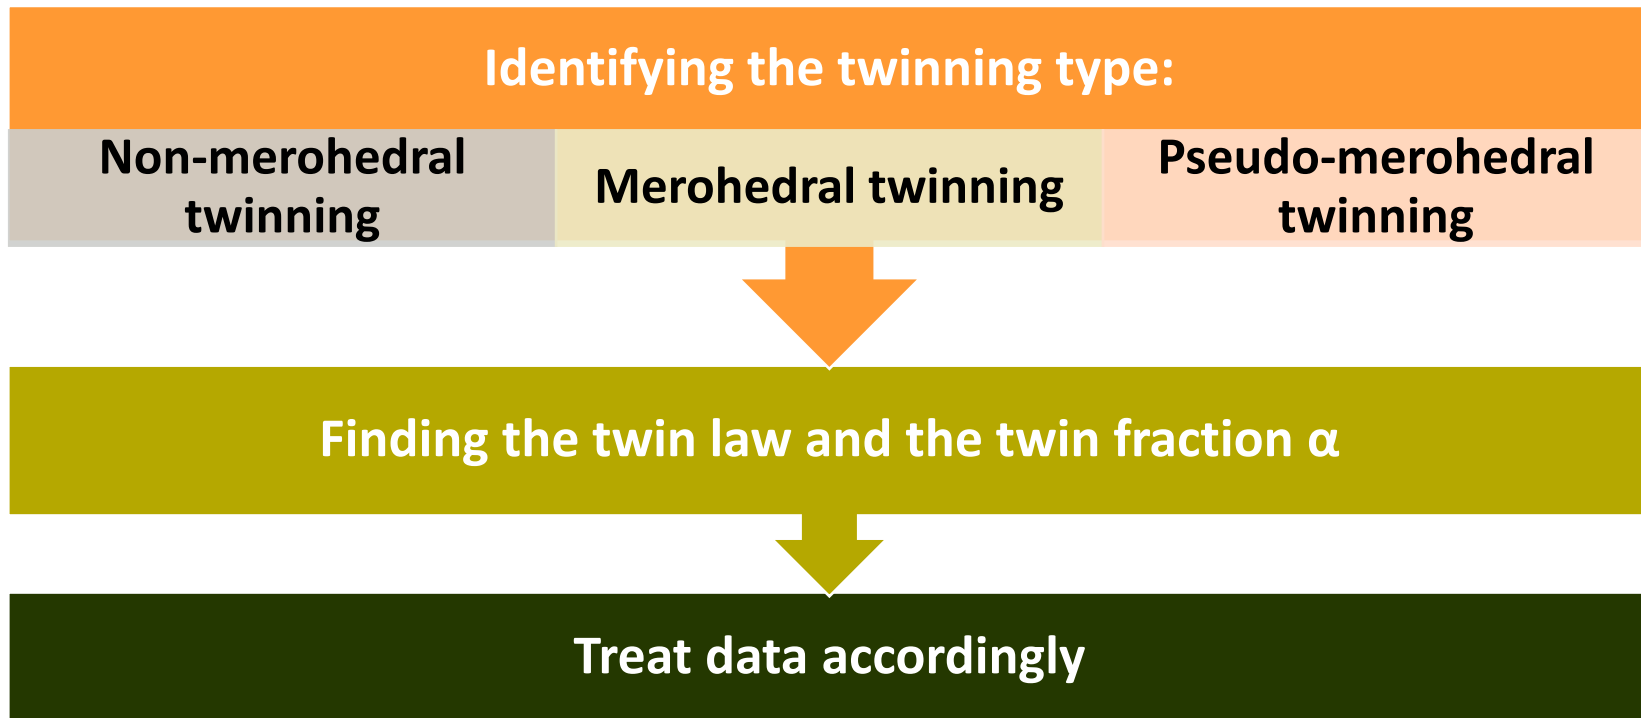 Identifying the twinning type:
Non-merohedral
twinning
Merohedral twinning
Pseudo-merohedral
twinning
Finding the twin law and the twin fraction α
Treat data accordingly